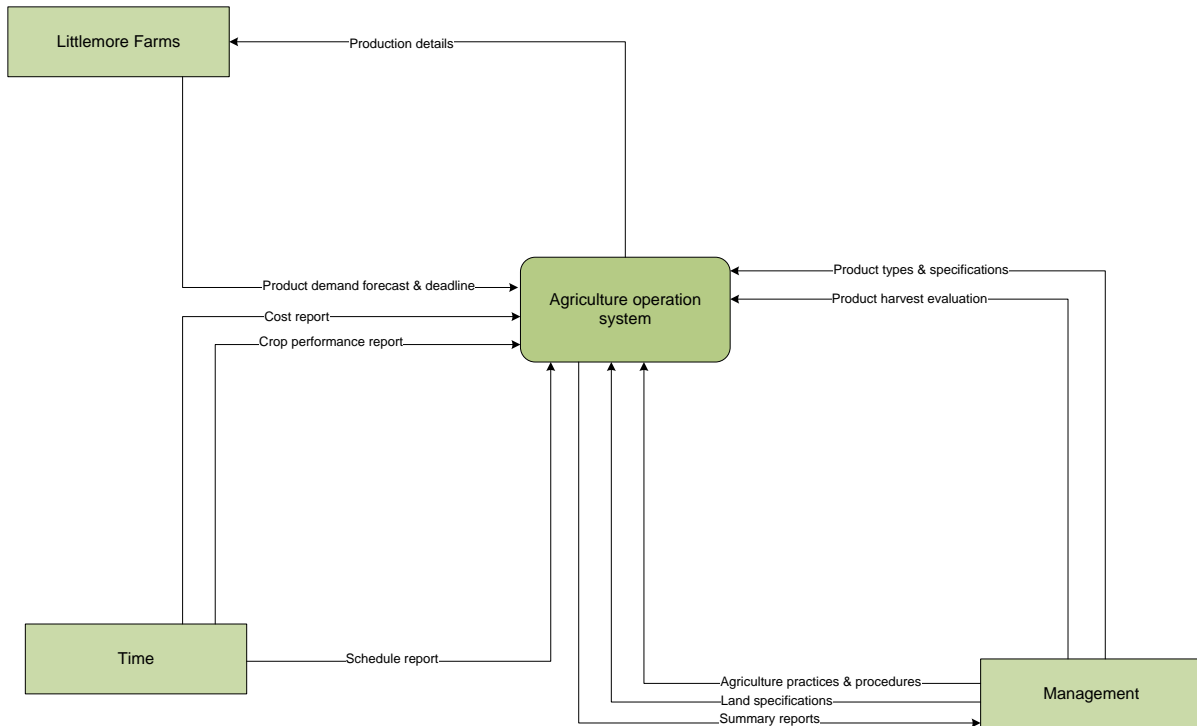 Littlemore Farms
Production details
Agriculture operation
system
Product types & specifications
Product harvest evaluation
Product demand forecast & deadline
Cost report
Crop performance report
Time
Schedule report
Agriculture practices & procedures
Land specifications
Summary reports
Management